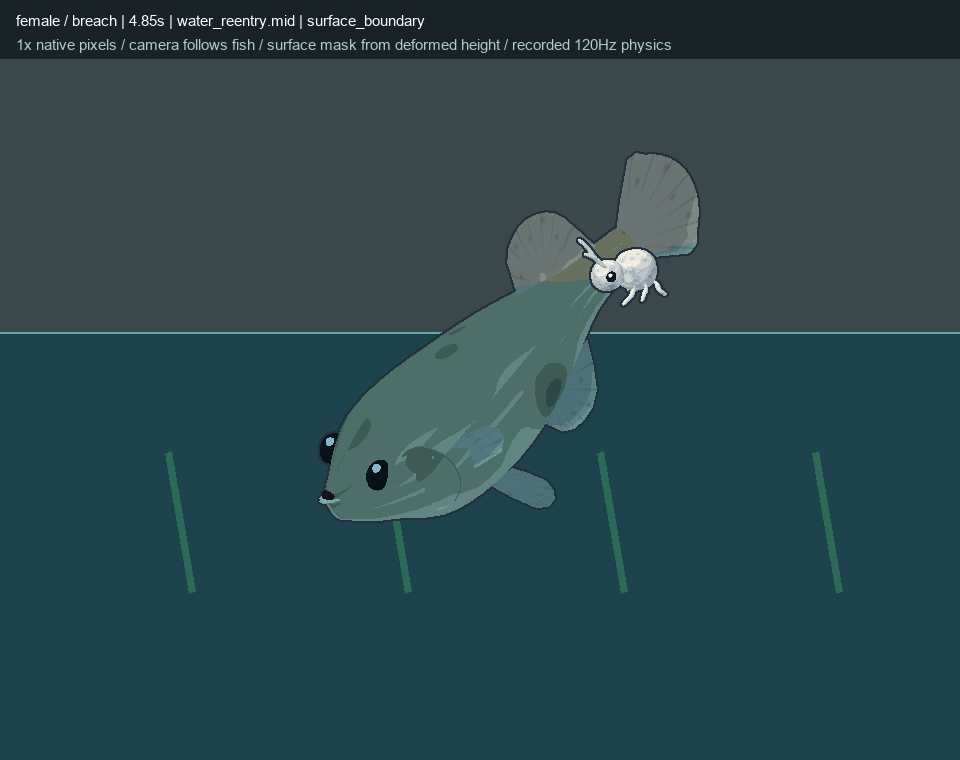 female / breach | 4.85s | water_reentry.mid | surface_boundary
1x native pixels / camera follows fish / surface mask from deformed height / recorded 120Hz physics